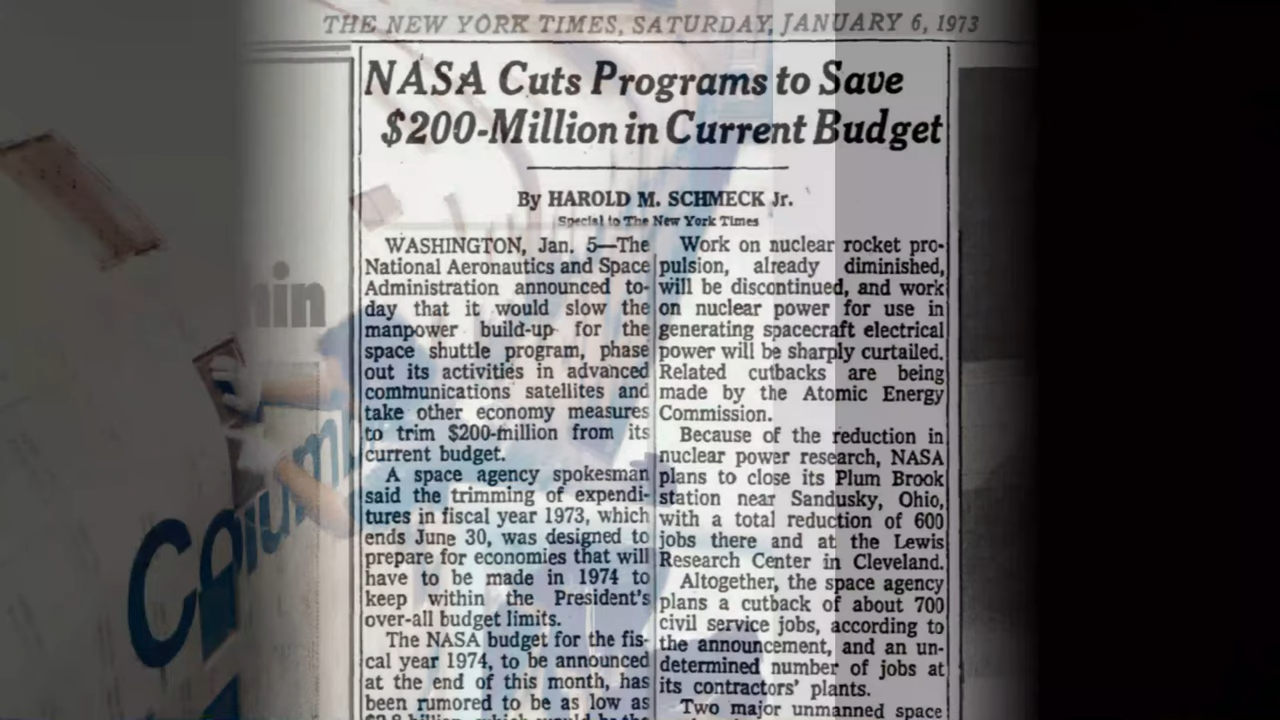 THE NEW YORK TIMES, SATURDAY, JANUARY 6, 1973
NASA Cuts Programs to Save
$200-Million in Current Budget
By HAROLD M. SCHMECK Jr.
Special to The New York Times
WASHINGTON, Jan. 5—The
National Aeronautics and Space
Administration announced to-
day that it would slow the
manpower build-up for the
space shuttle program, phase
out its activities in advanced
communications satellites and
take other economy measures
to trim $200-million from its
current budget.
A space agency spokesman
said the trimming of expendi-
tures in fiscal year 1973, which
ends June 30, was designed to
prepare for economies that will
have to be made in 1974 to
keep within the President's
over-all budget limits.
The NASA budget for the fis-
cal year 1974, to be announced
at the end of this month, has
been rumored to be as low as
Work on nuclear rocket pro-
pulsion, already diminished,
will be discontinued, and work
on nuclear power for use in
generating spacecraft electrical
power will be sharply curtailed.
Related cutbacks are being
made by the Atomic Energy
Commission.
Because of the reduction in
nuclear power research, NASA
plans to close its Plum Brook
station near Sandusky, Ohio,
with a total reduction of 600
jobs there and at the Lewis
Research Center in Cleveland.
Altogether, the space agency
plans a cutback of about 700
civil service jobs, according to
the announcement, and an un-
determined number of jobs at
its contractors' plants.
Two major unmanned space